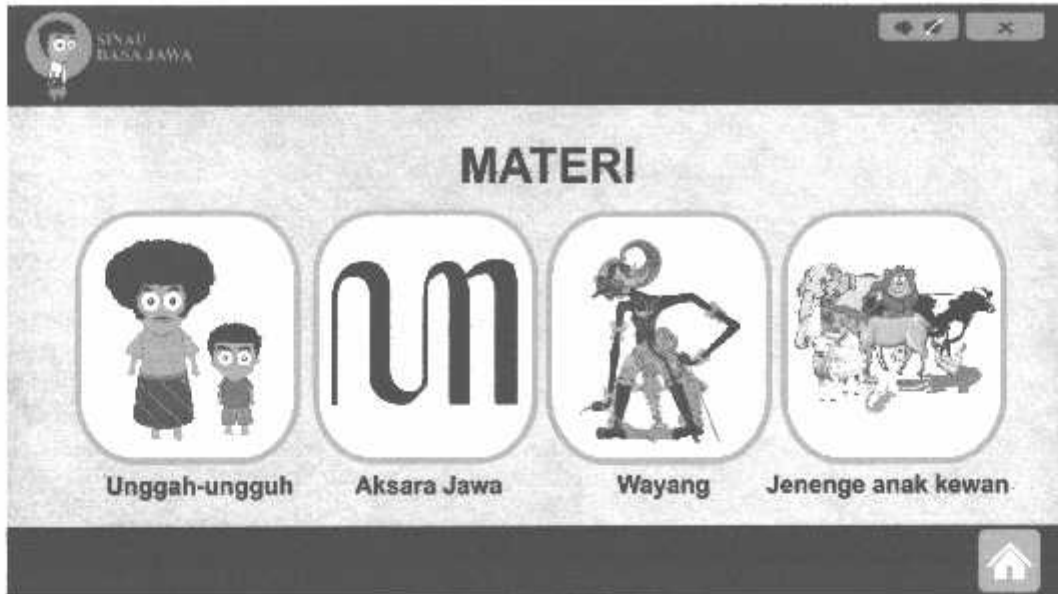 SINAU
BASA JAWA
MATERI
ꦲ
Unggah-ungguh
Aksara Jawa
Wayang
Jenenge anak kewan